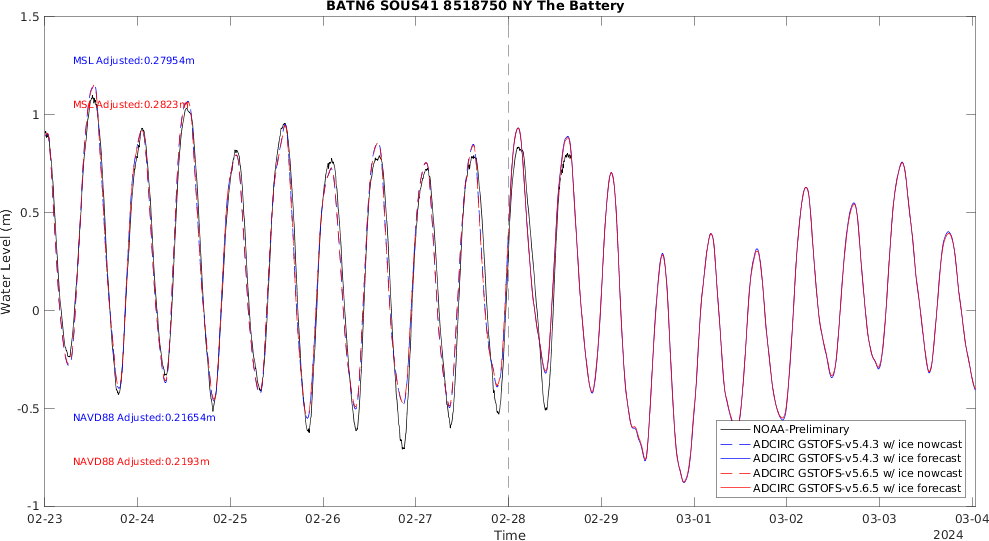 BATN6 SOUS41 8518750 NY The Battery
1.5
MSL Adjusted:0.27954m
MSL Adjusted:0.2823m
1
0.5
Water Level (m)
0
-0.5
NAVD88 Adjusted:0.21654m
NAVD88 Adjusted:0.2193m
-1
NOAA-Preliminary
ADCIRC GSTOFS-v5.4.3 w/ ice nowcast
ADCIRC GSTOFS-v5.4.3 w/ ice forecast
ADCIRC GSTOFS-v5.6.5 w/ ice nowcast
ADCIRC GSTOFS-v5.6.5 w/ ice forecast
02-23 02-24 02-25 02-26 02-27 02-28 02-29 03-01 03-02 03-03 03-04
Time
2024